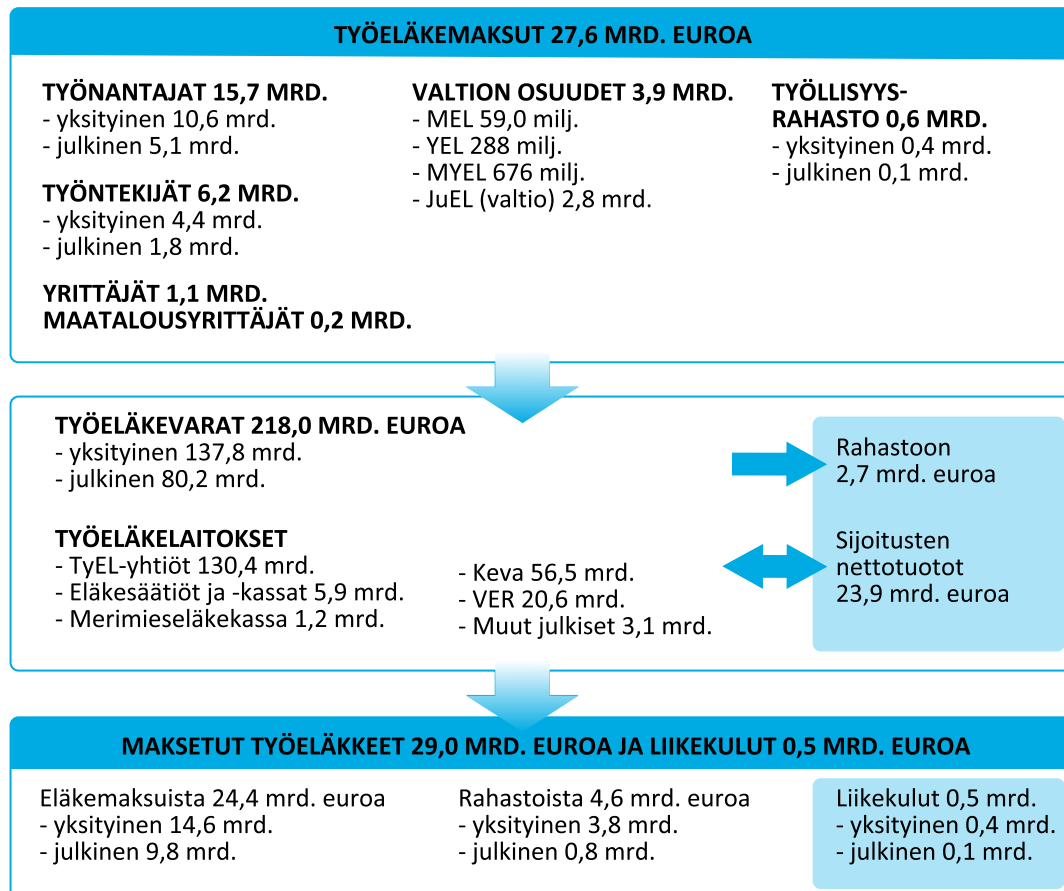 TYÖELÄKEMAKSUT 27,6 MRD. EUROA
TYÖNANTAJAT 15,7 MRD.
- yksityinen 10,6 mrd.
- julkinen 5,1 mrd.
TYÖNTEKIJÄT 6,2 MRD.
- yksityinen 4,4 mrd.
- julkinen 1,8 mrd.
YRITTÄJÄT 1,1 MRD.
MAATALOUSYRITTÄJÄT 0,2 MRD.
VALTION OSUUDET 3,9 MRD.
- MEL 59,0 milj.
- YEL 288 milj.
- MYEL 676 milj.
- JuEL (valtio) 2,8 mrd.
TYÖLLISYYS-
RAHASTO 0,6 MRD.
- yksityinen 0,4 mrd.
- julkinen 0,1 mrd.
TYÖELÄKEVARAT 218,0 MRD. EUROA
- yksityinen 137,8 mrd.
- julkinen 80,2 mrd.
TYÖELÄKELAITOKSET
- TyEL-yhtiöt 130,4 mrd.
- Eläkesäätiöt ja -kassat 5,9 mrd.
- Merimieseläkekassa 1,2 mrd.
- Keva 56,5 mrd.
- VER 20,6 mrd.
- Muut julkiset 3,1 mrd.
Rahastoon
2,7 mrd. euroa
Sijoitusten
nettotuotot
23,9 mrd. euroa
MAKSETUT TYÖELÄKKEET 29,0 MRD. EUROA JA LIIKEKULUT 0,5 MRD. EUROA
Eläkemaksuista 24,4 mrd. euroa
- yksityinen 14,6 mrd.
- julkinen 9,8 mrd.
Rahastoista 4,6 mrd. euroa
- yksityinen 3,8 mrd.
- julkinen 0,8 mrd.
Liikekulut 0,5 mrd.
- yksityinen 0,4 mrd.
- julkinen 0,1 mrd.